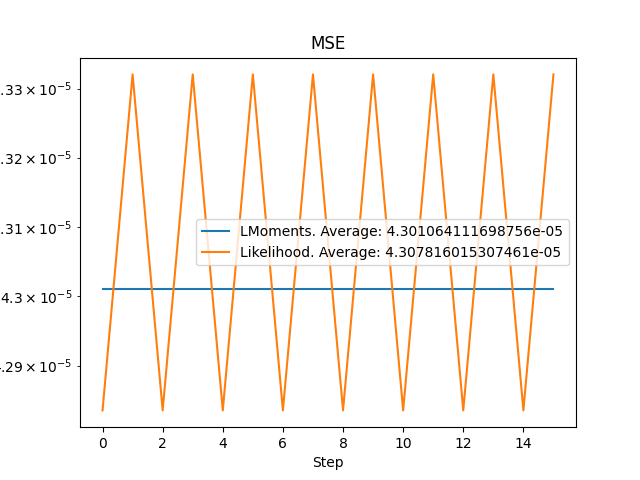 MSE
.33 × 10⁻⁵
.32 × 10⁻⁵
.31 × 10⁻⁵
4.3 × 10⁻⁵
4.29 × 10⁻⁵
LMoments. Average: 4.301064111698756e-05
Likelihood. Average: 4.307816015307461e-05
0 2 4 6 8 10 12 14
Step